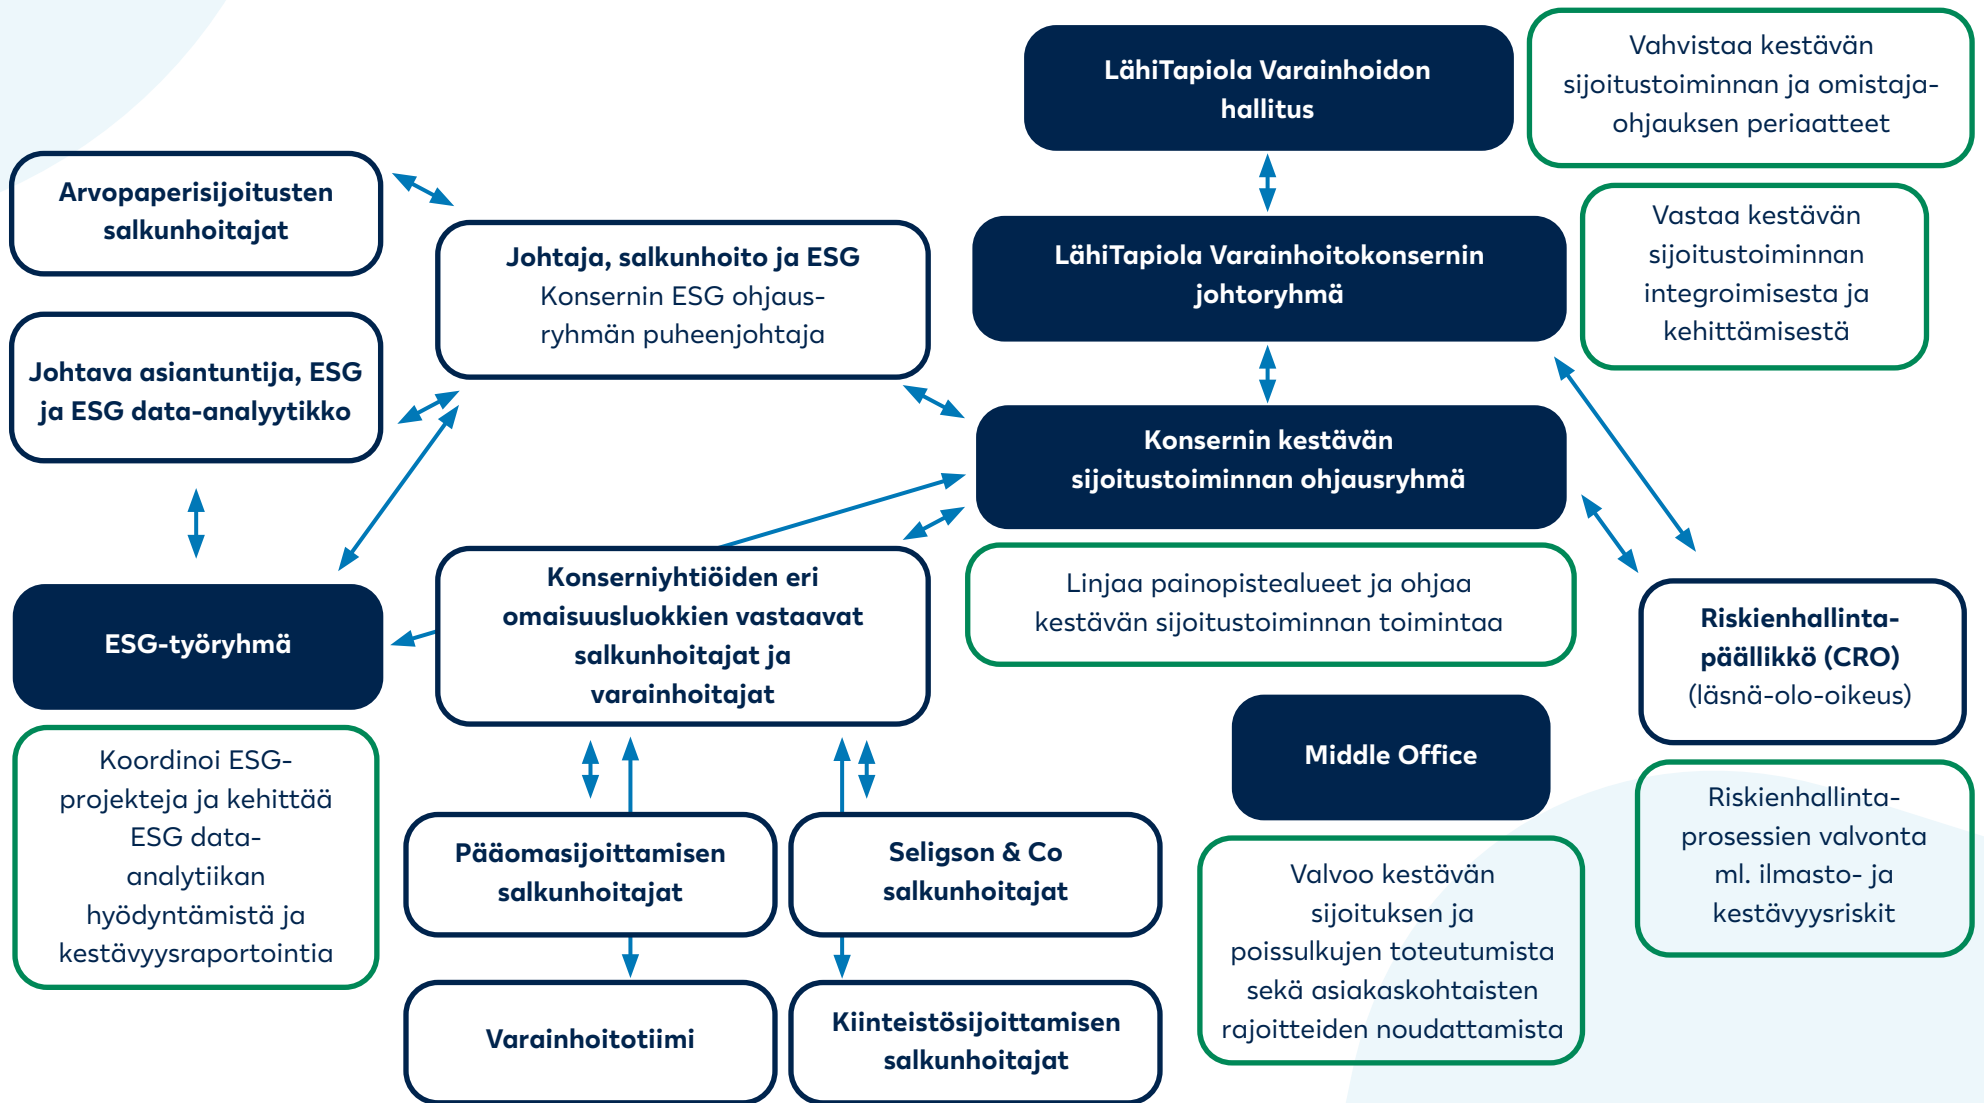 LähiTapiola Varainhoidon
hallitus
Vahvistaa kestävän
sijoitustoiminnan ja omistaja-
ohjauksen periaatteet
Arvopaperisijoitusten
salkunhoitajat
Johtaja, salkunhoito ja ESG
Konsernin ESG ohjaus-
ryhmän puheenjohtaja
LähiTapiola Varainhoitokonsernin
johtoryhmä
Vastaa kestävän
sijoitustoiminnan
integroimisesta ja
kehittämisestä
Johtava asiantuntija, ESG
ja ESG data-analyytikko
Konsernin kestävän
sijoitustoiminnan ohjausryhmä
Linjaa painopistealueet ja ohjaa
kestävän sijoitustoiminnan toimintaa
ESG-työryhmä
Konserniyhtiöiden eri
omaisuusluokkien vastaavat
salkunhoitajat ja
varainhoitajat
Riskienhallinta-
päällikkö (CRO)
(läsnä-olo-oikeus)
Koordinoi ESG-
projekteja ja kehittää
ESG data-
analytiikan
hyödyntämistä ja
kestävyysraportointia
Middle Office
Riskienhallinta-
prosessien valvonta
ml. ilmasto- ja
kestävyysriskit
Pääomasijoittamisen
salkunhoitajat
Seligson & Co
salkunhoitajat
Valvoo kestävän
sijoituksen ja
poissulkujen toteutumista
sekä asiakaskohtaisten
rajoitteiden noudattamista
Varainhoitotiimi
Kiinteistösijoittamisen
salkunhoitajat